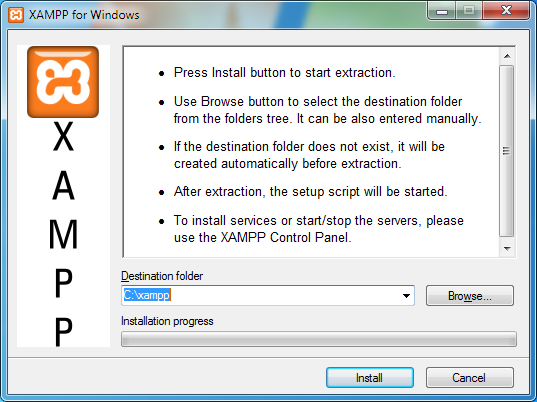 XAMPP for Windows
X
A
M
P
P
• Press Install button to start extraction.
• Use Browse button to select the destination folder
from the folders tree. It can be also entered manually.
• If the destination folder does not exist, it will be
created automatically before extraction.
• After extraction, the setup script will be started.
• To install services or start/stop the servers, please
use the XAMPP Control Panel.
Destination folder
C:\xampp
Browse...
Installation progress
Install
Cancel